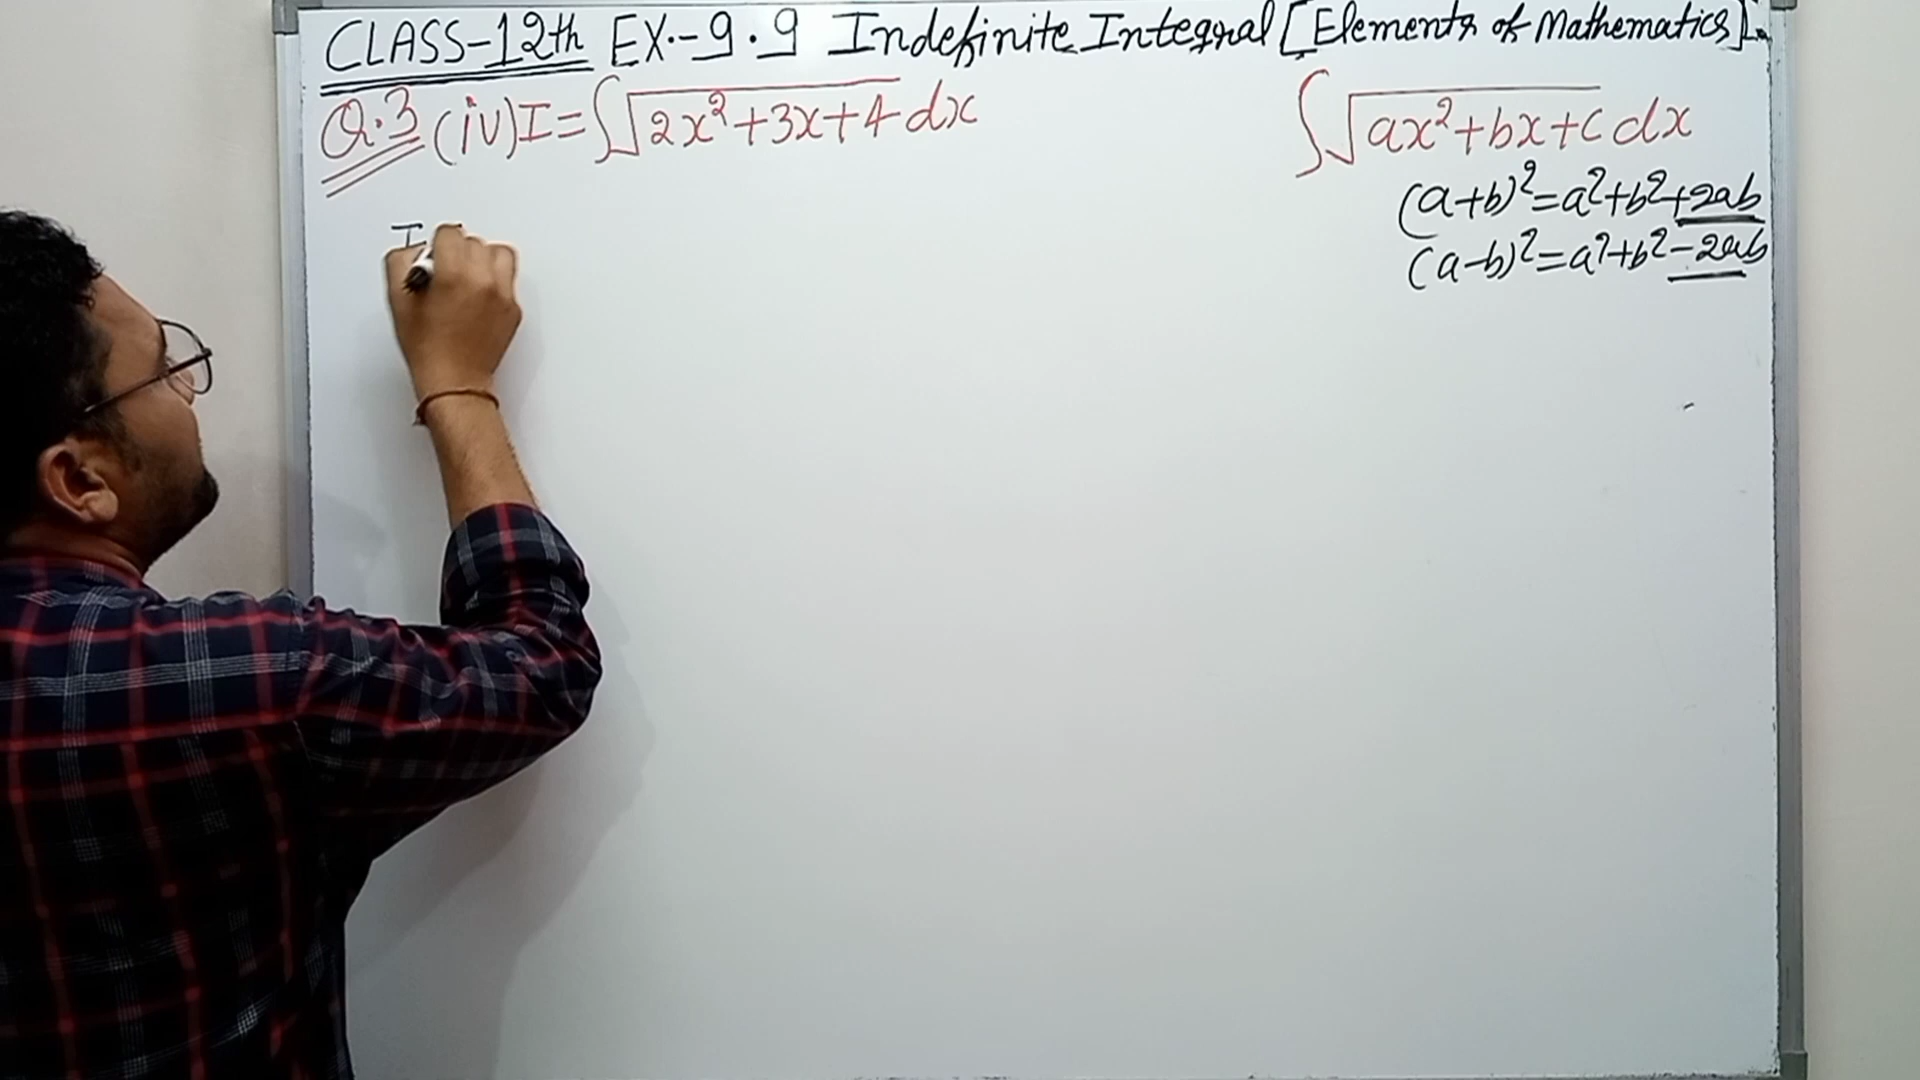 CLASS-12th EX.-9.9 Indefinite Integral [Elements of Mathematics].
Q.3 (iv) I=∫√2x²+3x+4 dx
∫√ax²+bx+c dx
(a+b)²=a²+b²+2ab
(a-b)²=a²+b²-2ab
I